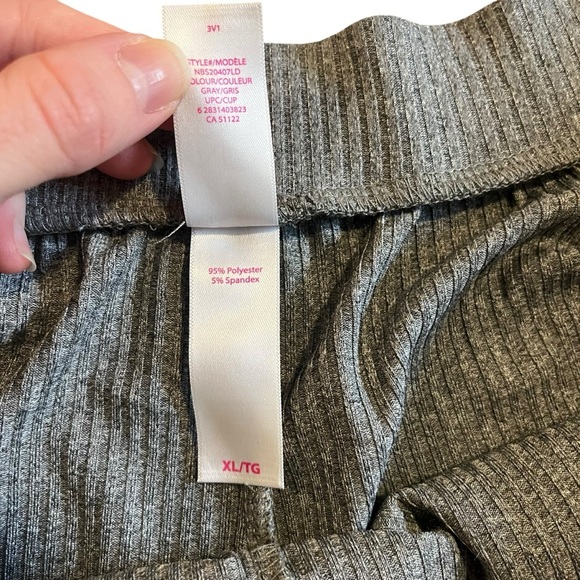 3V1
STYLE#/MODÈLE
NBS20407LD
COLOUR/COULEUR
GRAY/GRIS
UPC/CUP
6 2831403823
CA 51122
95% Polyester
5% Spandex
XL/TG